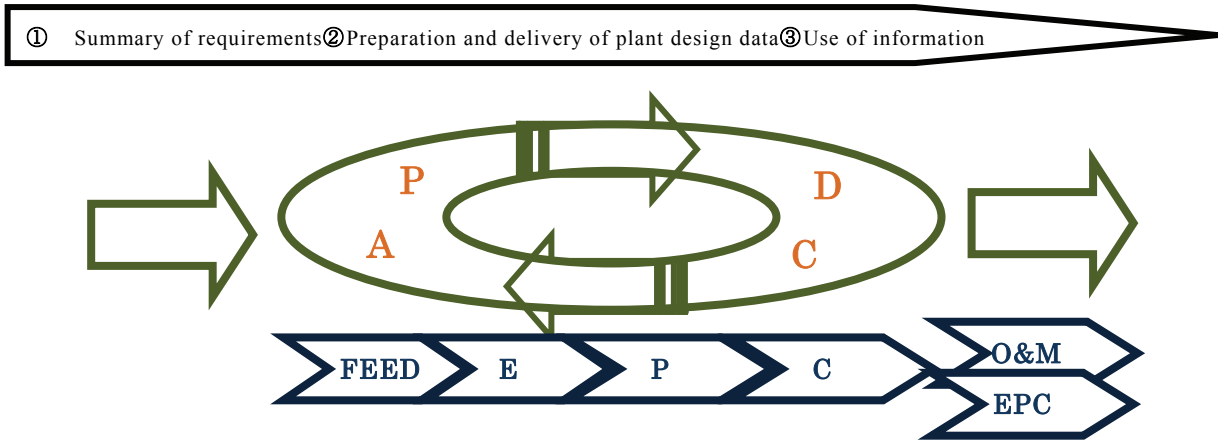 ① Summary of requirements②Preparation and delivery of plant design data③Use of information
P
D
A
C
FEED E P C O&M
EPC